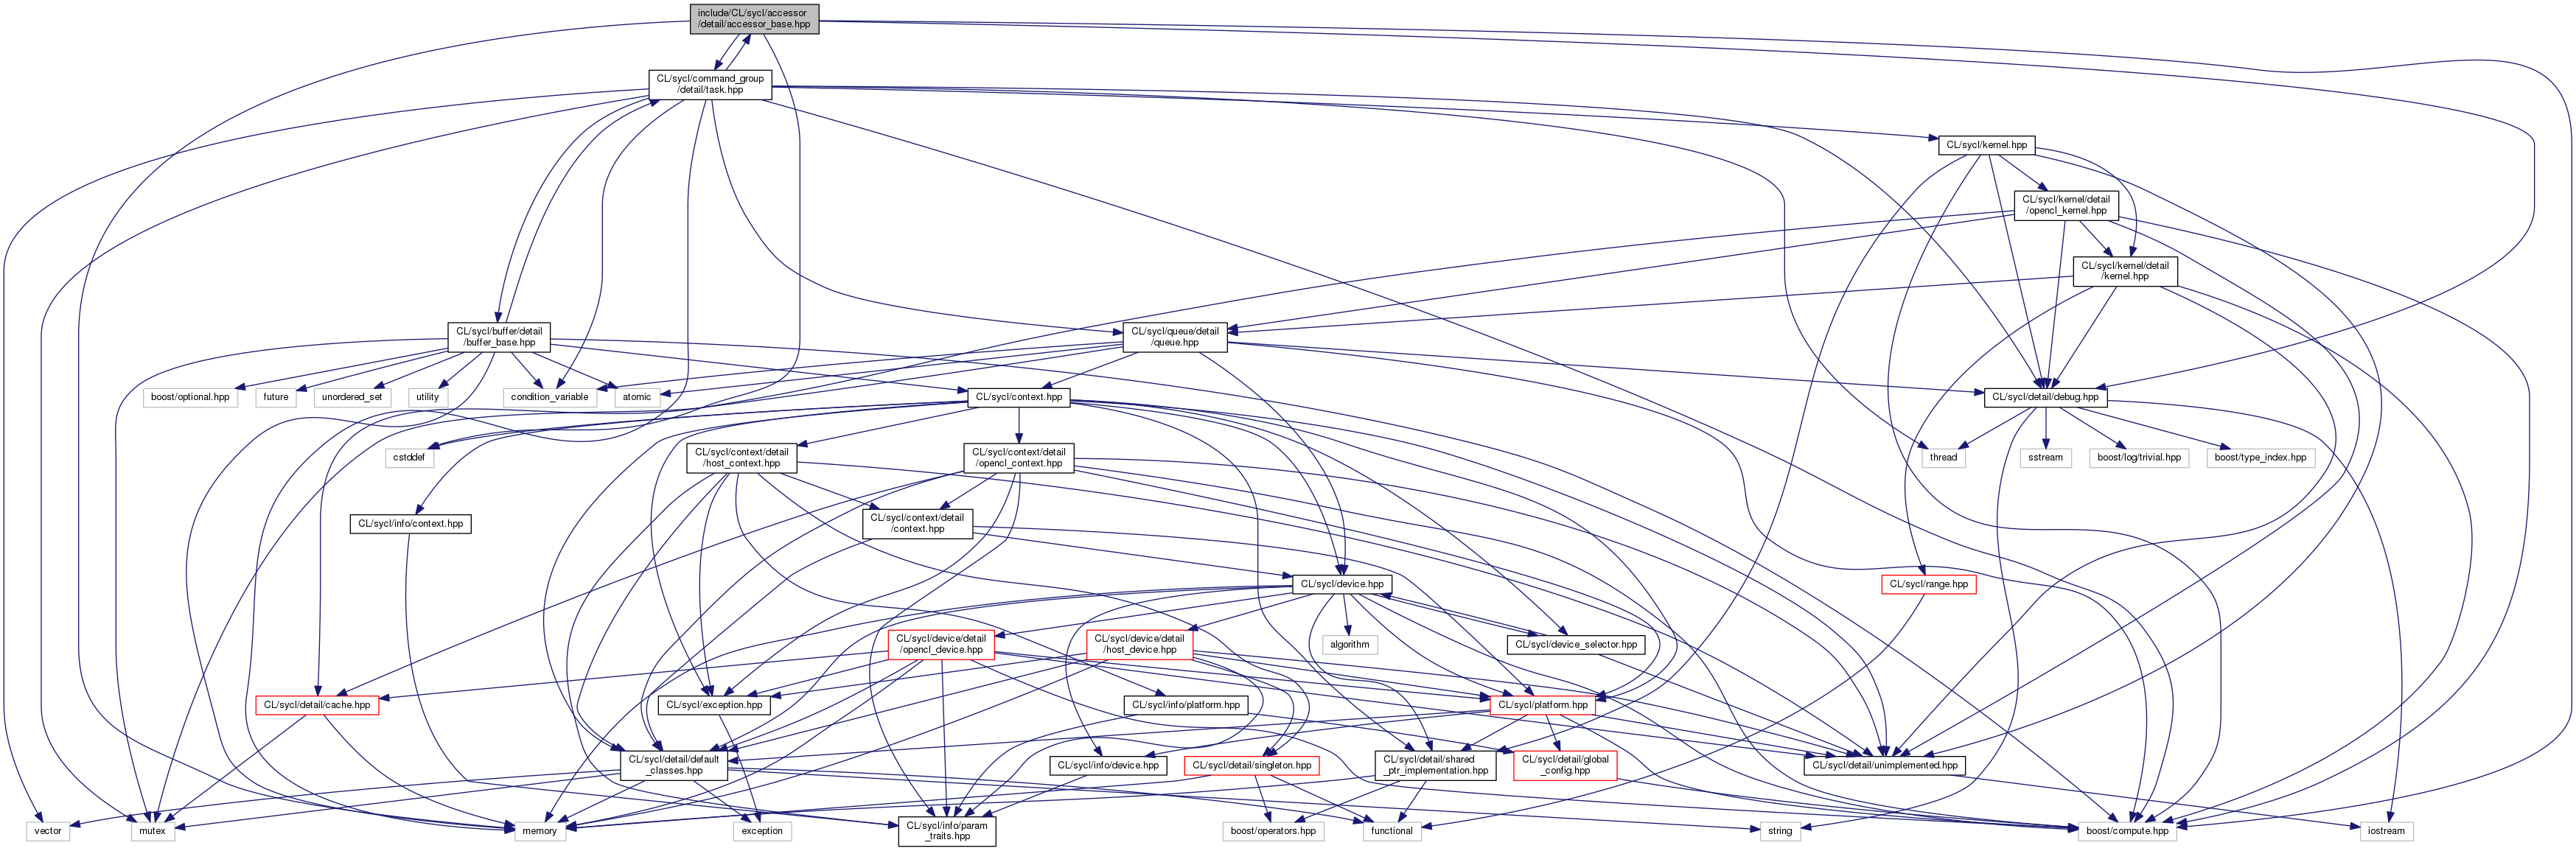 include/CL/sycl/accessor
/detail/accessor_base.hpp
CL/sycl/command_group
/detail/task.hpp
CL/sycl/kernel.hpp
CL/sycl/kernel/detail
/opencl_kernel.hpp
CL/sycl/kernel/detail
/kernel.hpp
CL/sycl/buffer/detail
/buffer_base.hpp
CL/sycl/queue/detail
/queue.hpp
boost/optional.hpp
future
unordered_set
utility
condition_variable
atomic
CL/sycl/context.hpp
CL/sycl/detail/debug.hpp
cstddef
CL/sycl/context/detail
/host_context.hpp
CL/sycl/context/detail
/opencl_context.hpp
thread
sstream
boost/log/trivial.hpp
boost/type_index.hpp
CL/sycl/info/context.hpp
CL/sycl/context/detail
/context.hpp
CL/sycl/device.hpp
CL/sycl/range.hpp
CL/sycl/device/detail
/opencl_device.hpp
CL/sycl/device/detail
/host_device.hpp
algorithm
CL/sycl/device_selector.hpp
CL/sycl/detail/cache.hpp
CL/sycl/exception.hpp
CL/sycl/info/platform.hpp
CL/sycl/platform.hpp
CL/sycl/detail/default
_classes.hpp
CL/sycl/info/device.hpp
CL/sycl/detail/singleton.hpp
CL/sycl/detail/shared
_ptr_implementation.hpp
CL/sycl/detail/global
_config.hpp
CL/sycl/detail/unimplemented.hpp
vector
mutex
memory
exception
CL/sycl/info/param
_traits.hpp
boost/operators.hpp
functional
string
boost/compute.hpp
iostream